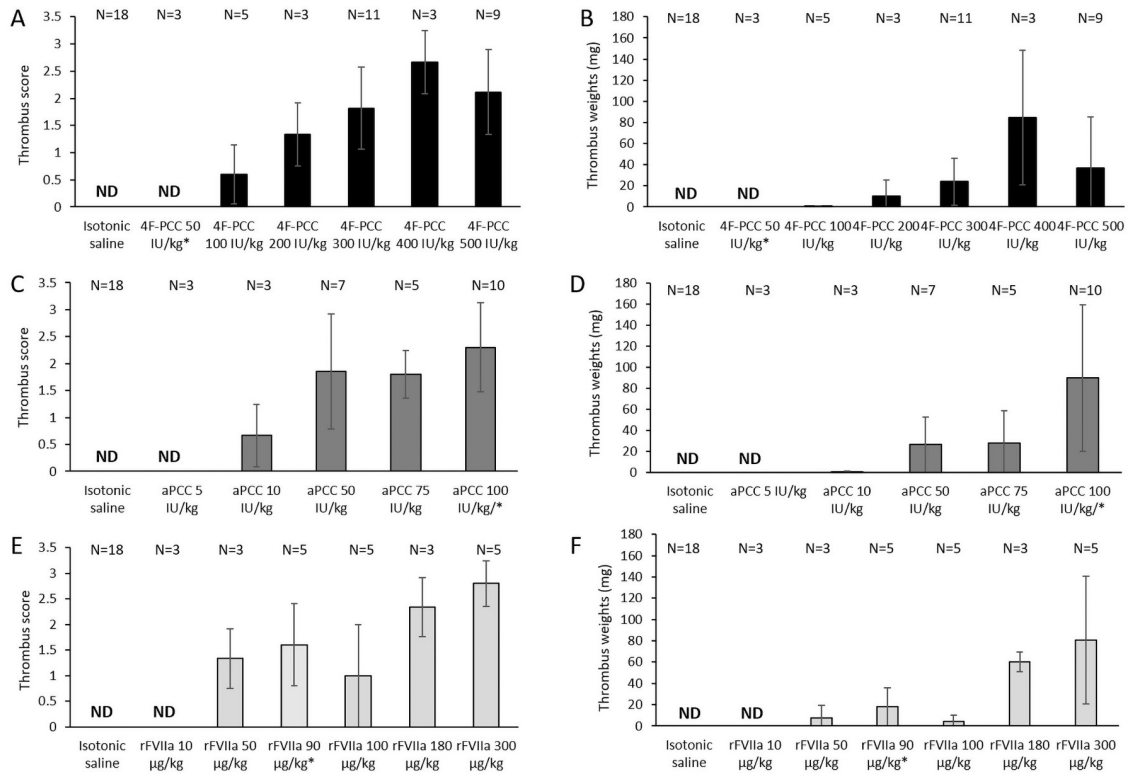 A
N=18 N=3 N=5 N=3 N=11 N=3 N=9
Thrombus score
3.5
3
2.5
2
1.5
1
0.5
0
ND ND
Isotonic 4F-PCC 50 4F-PCC 4F-PCC 4F-PCC 4F-PCC 4F-PCC
saline IU/kg* 100 IU/kg 200 IU/kg 300 IU/kg 400 IU/kg 500 IU/kg
B
N=18 N=3 N=5 N=3 N=11 N=3 N=9
Thrombus weights (mg)
180
160
140
120
100
80
60
40
20
0
ND ND
Isotonic 4F-PCC 50 4F-PCC 100 4F-PCC 200 4F-PCC 300 4F-PCC 400 4F-PCC 500
saline IU/kg* IU/kg IU/kg IU/kg IU/kg IU/kg
C
N=18 N=3 N=3 N=7 N=5 N=10
Thrombus score
3.5
3
2.5
2
1.5
1
0.5
0
ND ND
Isotonic aPCC 5 aPCC 10 aPCC 50 aPCC 75 aPCC 100
saline IU/kg IU/kg IU/kg IU/kg IU/kg/*
D
N=18 N=3 N=3 N=7 N=5 N=10
Thrombus weights (mg)
180
160
140
120
100
80
60
40
20
0
ND ND
Isotonic aPCC 5 IU/kg aPCC 10 aPCC 50 aPCC 75 aPCC 100
saline IU/kg IU/kg IU/kg IU/kg/*
E
N=18 N=3 N=3 N=5 N=5 N=3 N=5
Thrombus score
3.5
3
2.5
2
1.5
1
0.5
0
ND ND
Isotonic rFVIIa 10 rFVIIa 50 rFVIIa 90 rFVIIa 100 rFVIIa 180 rFVIIa 300
saline µg/kg µg/kg µg/kg* µg/kg µg/kg µg/kg
F
N=18 N=3 N=3 N=5 N=5 N=3 N=5
Thrombus weights (mg)
180
160
140
120
100
80
60
40
20
0
ND ND
Isotonic rFVIIa 10 rFVIIa 50 rFVIIa 90 rFVIIa 100 rFVIIa 180 rFVIIa 300
saline µg/kg µg/kg µg/kg* µg/kg µg/kg µg/kg